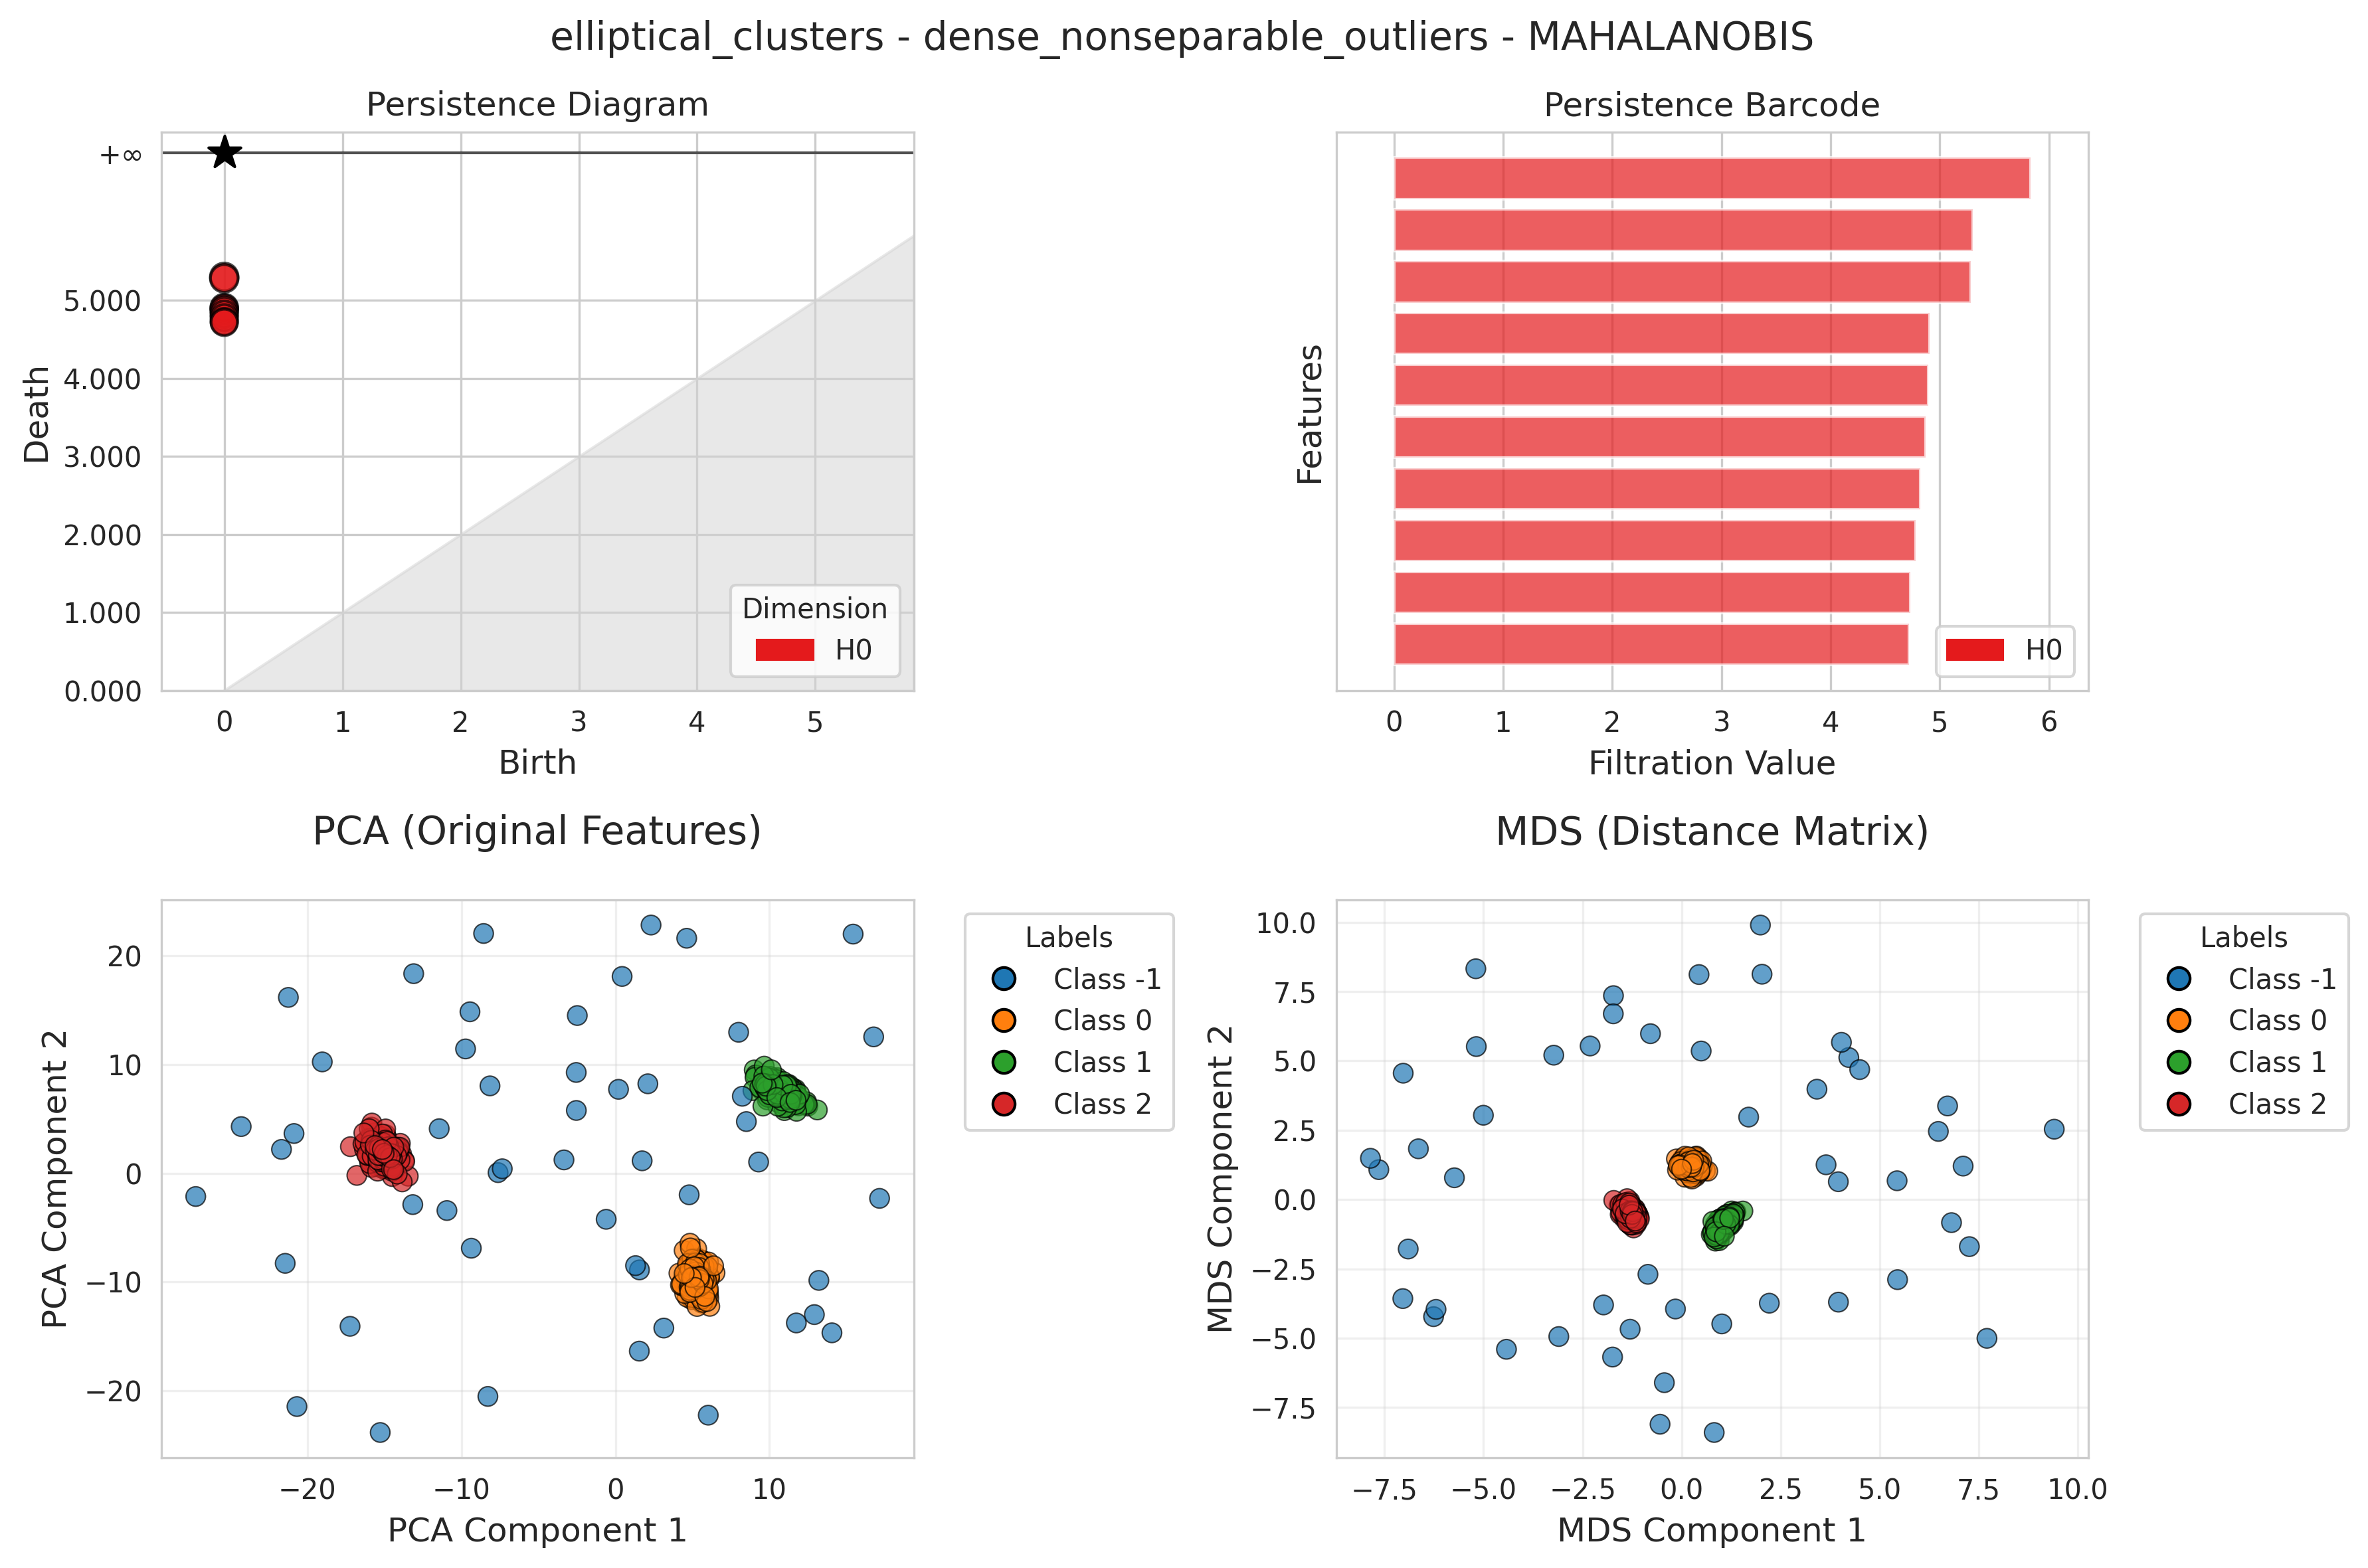 elliptical_clusters - dense_nonseparable_outliers - MAHALANOBIS
Persistence Diagram
+∞
5.000
4.000
3.000
2.000
1.000
0.000
Death
0 1 2 3 4 5
Birth
Dimension
H0
Persistence Barcode
Features
0 1 2 3 4 5 6
Filtration Value
H0
PCA (Original Features)
20
10
0
−10
−20
PCA Component 2
−20 −10 0 10
PCA Component 1
Labels
Class -1
Class 0
Class 1
Class 2
MDS (Distance Matrix)
10.0
7.5
5.0
2.5
0.0
−2.5
−5.0
−7.5
MDS Component 2
−7.5 −5.0 −2.5 0.0 2.5 5.0 7.5 10.0
MDS Component 1
Labels
Class -1
Class 0
Class 1
Class 2